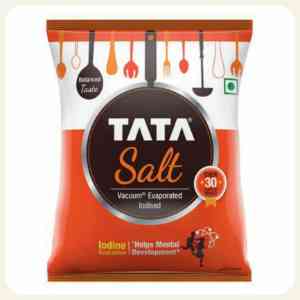 Balanced
Taste
TATA
Salt
Vacuum® Evaporated
Iodised
30
Iodine
"Helps Mental
Development"